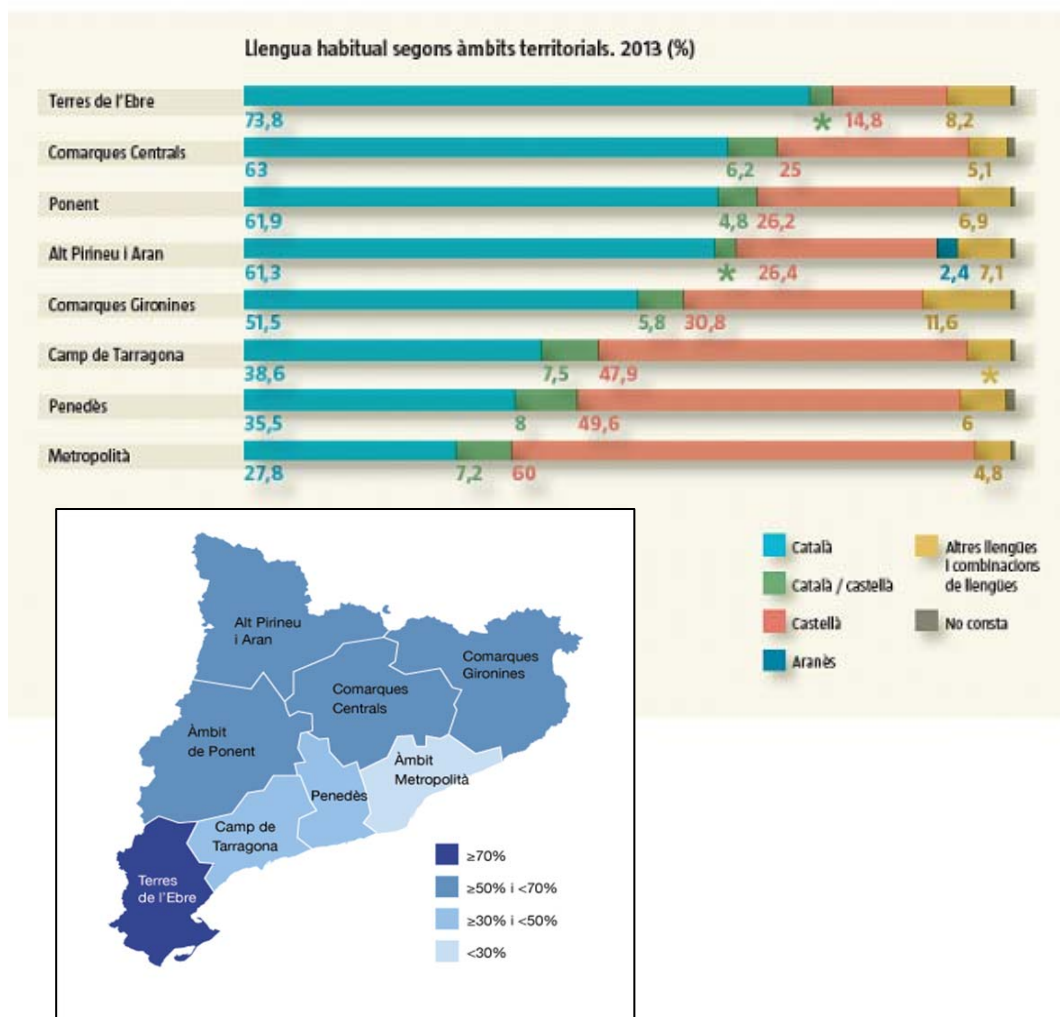 Llengua habitual segons àmbits territorials. 2013 (%)
Terres de l'Ebre
73,8 * 14,8 8,2
Comarques Centrals
63 6,2 25 5,1
Ponent
61,9 4,8 26,2 6,9
Alt Pirineu i Aran
61,3 * 26,4 2,4 7,1
Comarques Gironines
51,5 5,8 30,8 11,6
Camp de Tarragona
38,6 7,5 47,9 *
Penedès
35,5 8 49,6 6
Metropolità
27,8 7,2 60 4,8
Català
Català / castellà
Castellà
Aranès
Altres llengües
i combinacions
de llengües
No consta
Alt Pirineu
i Aran
Comarques
Gironines
Comarques
Centrals
Àmbit
de Ponent
Àmbit
Metropolità
Penedès
Camp de
Tarragona
Terres
de l'Ebre
≥70%
≥50% i <70%
≥30% i <50%
<30%